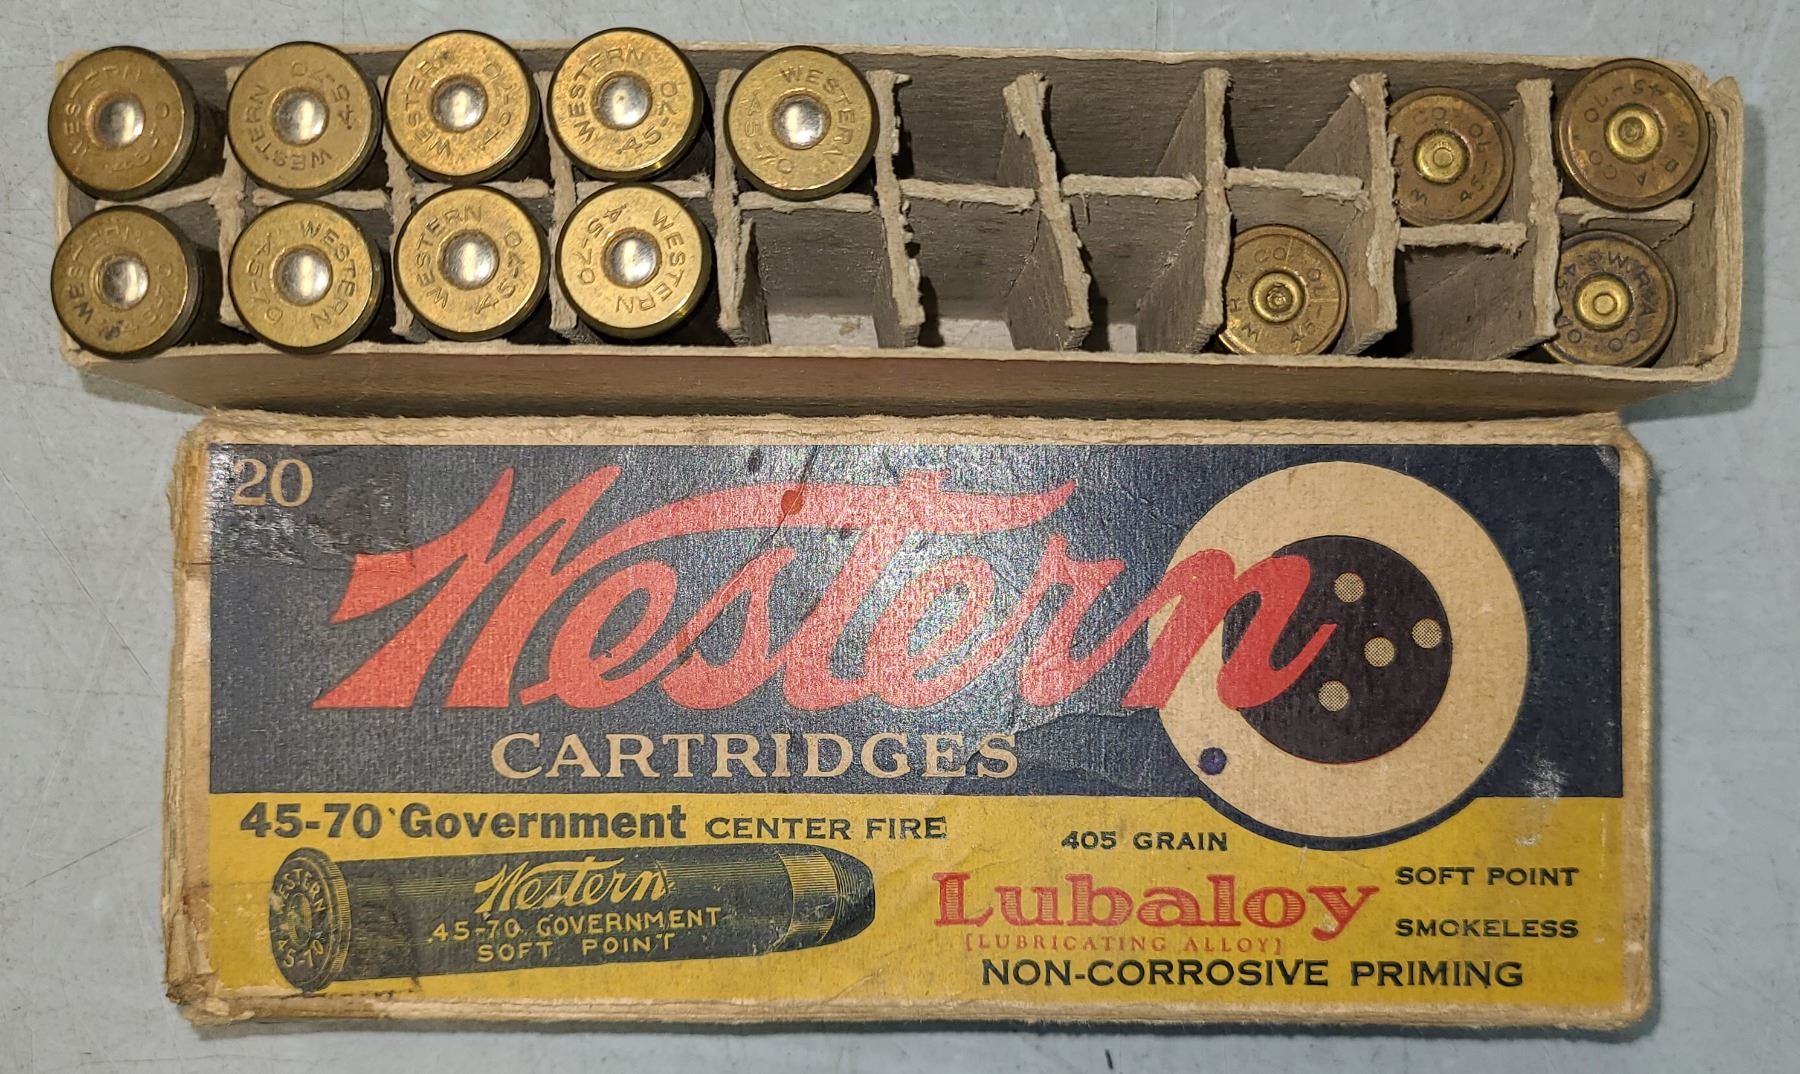 WESTERN 45-70
WESTERN 45-70
WESTERN 45-70
WESTERN 45-70
WESTERN 45-70
CO. 45-70
W.R.A. CO. 45-70
WESTERN 45-70
WESTERN 45-70
WESTERN 45-70
WESTERN 45-70
W.R.A. CO. 45-70
W.R.A. CO. 45-70
20
Western
CARTRIDGES
45-70 Government CENTER FIRE
405 GRAIN
Western
.45-70 GOVERNMENT
SOFT POINT
WESTERN
45-70
Lubaloy
[LUBRICATING ALLOY]
SOFT POINT
SMOKELESS
NON-CORROSIVE PRIMING